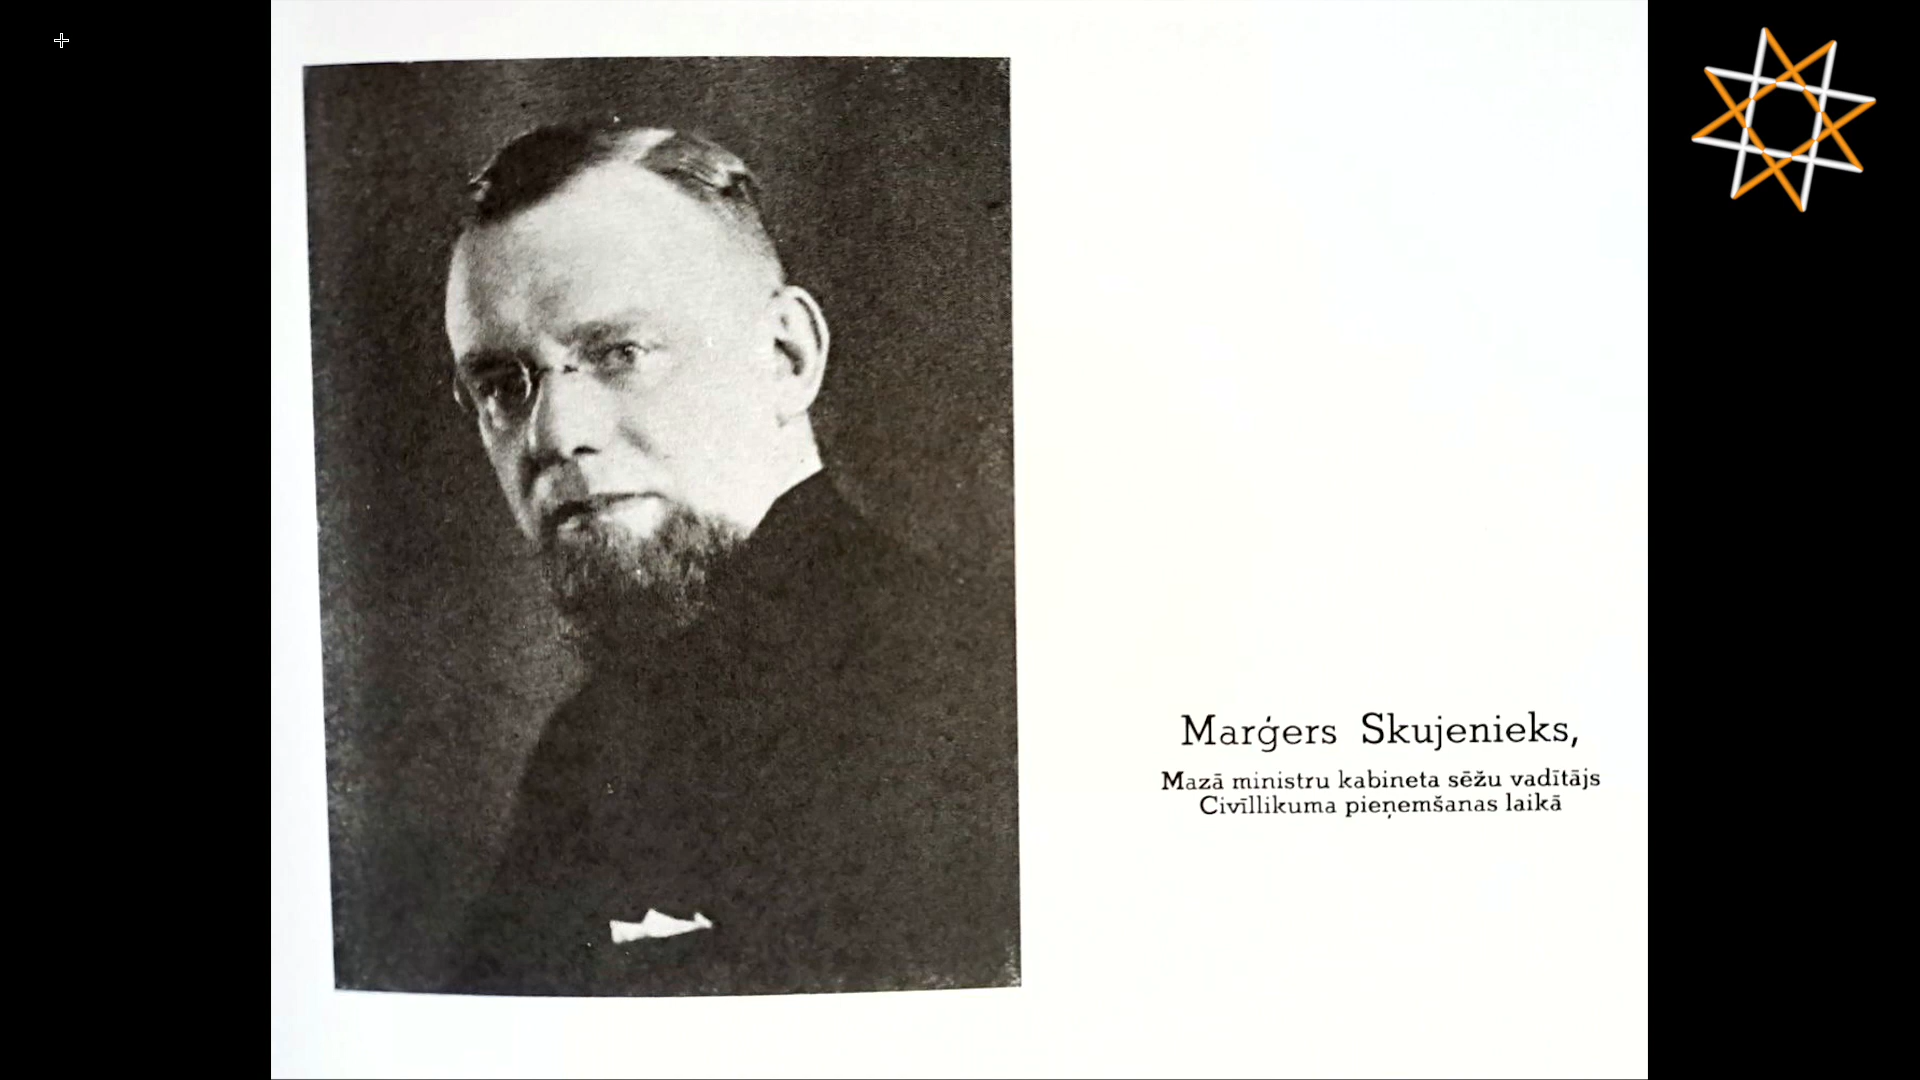 Marģers Skujenieks,
Mazā ministru kabineta sēžu vadītājs
Civīllikuma pieņemšanas laikā